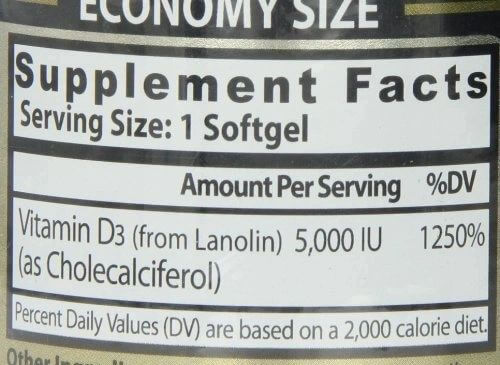 ECONOMY SIZE
Supplement Facts
Serving Size: 1 Softgel
Amount Per Serving %DV
Vitamin D3 (from Lanolin) 5,000 IU 1250%
(as Cholecalciferol)
Percent Daily Values (DV) are based on a 2,000 calorie diet.
Other